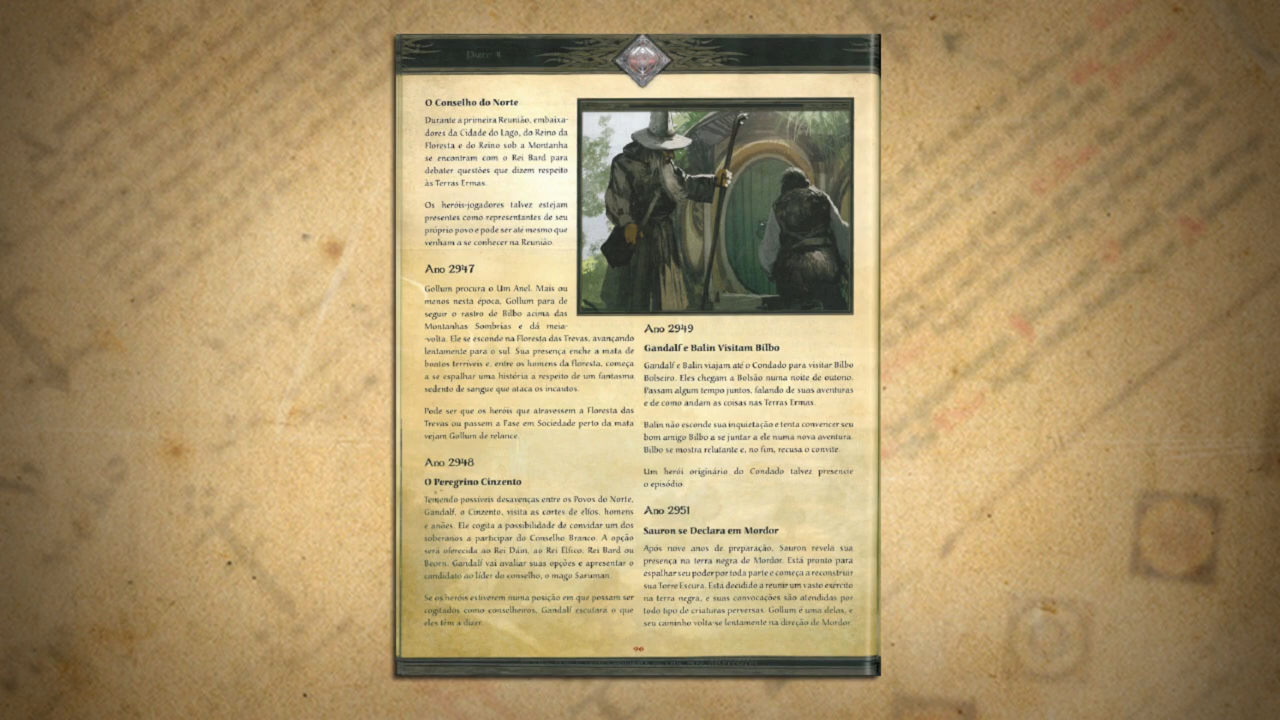 O Conselho do Norte
Durante a primeira Reunião, embaixa-
dores da Cidade do Lago, do Reino da
Floresta e do Reino sob a Montanha
se encontram com o Rei Bard para
debater questões que dizem respeito
às Terras Ermas.
Os heróis-jogadores talvez estejam
presentes como representantes de seu
próprio povo e pode ser até mesmo que
venham a se conhecer na Reunião.
Ano 2947
Gollum procura o Um Anel. Mais ou
menos nesta época, Gollum para de
seguir o rastro de Bilbo acima das
Montanhas Sombrias e dá meia-
-volta. Ele se esconde na Floresta das Trevas, avançando
lentamente para o sul. Sua presença enche a mata de
boatos terríveis e, entre os homens da floresta, começa
a se espalhar uma história a respeito de um fantasma
sedento de sangue que ataca os incautos.
Pode ser que os heróis que atravessem a Floresta das
Trevas ou passem a Fase em Sociedade perto da mata
vejam Gollum de relance.
Ano 2948
O Peregrino Cinzento
Temendo possíveis desavenças entre os Povos do Norte,
Gandalf, o Cinzento, visita as cortes de elfos, homens
e anões. Ele cogita a possibilidade de convidar um dos
soberanos a participar do Conselho Branco. A opção
será oferecida ao Rei Dáin, ao Rei Élfico, Rei Bard ou
Beorn. Gandalf vai avaliar suas opções e apresentar o
candidato ao líder do conselho, o mago Saruman.
Se os heróis estiverem numa posição em que possam ser
cogitados como conselheiros, Gandalf escutará o que
eles têm a dizer.
Ano 2949
Gandalf e Balin Visitam Bilbo
Gandalf e Balin viajam até o Condado para visitar Bilbo
Bolseiro. Eles chegam a Bolsão numa noite de outono.
Passam algum tempo juntos, falando de suas aventuras
e de como andam as coisas nas Terras Ermas.
Balin não esconde sua inquietação e tenta convencer seu
bom amigo Bilbo a se juntar a ele numa nova aventura.
Bilbo se mostra relutante e, no fim, recusa o convite.
Um herói originário do Condado talvez presencie
o episódio.
Ano 2951
Sauron se Declara em Mordor
Após nove anos de preparação, Sauron revela sua
presença na terra negra de Mordor. Está pronto para
espalhar seu poder por toda parte e começa a reconstruir
sua Torre Escura. Está decidido a reunir um vasto exército
na terra negra, e suas convocações são atendidas por
todo tipo de criaturas perversas. Gollum é uma delas, e
seu caminho volta-se lentamente na direção de Mordor.
96